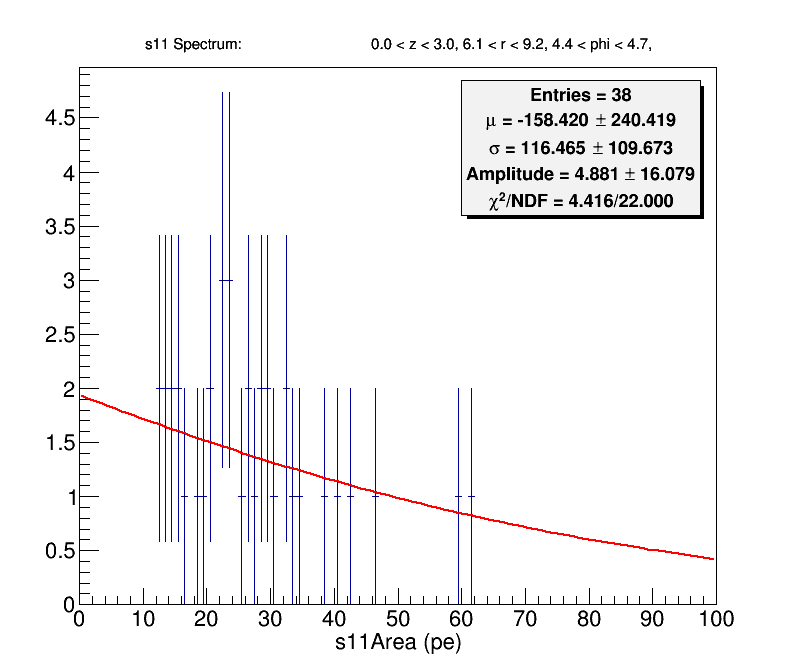 s11 Spectrum: 0.0 < z < 3.0, 6.1 < r < 9.2, 4.4 < phi < 4.7,
Entries = 38
μ = -158.420 ± 240.419
σ = 116.465 ± 109.673
Amplitude = 4.881 ± 16.079
χ²/NDF = 4.416/22.000
4.5
4
3.5
3
2.5
2
1.5
1
0.5
0
0 10 20 30 40 50 60 70 80 90 100
s11Area (pe)